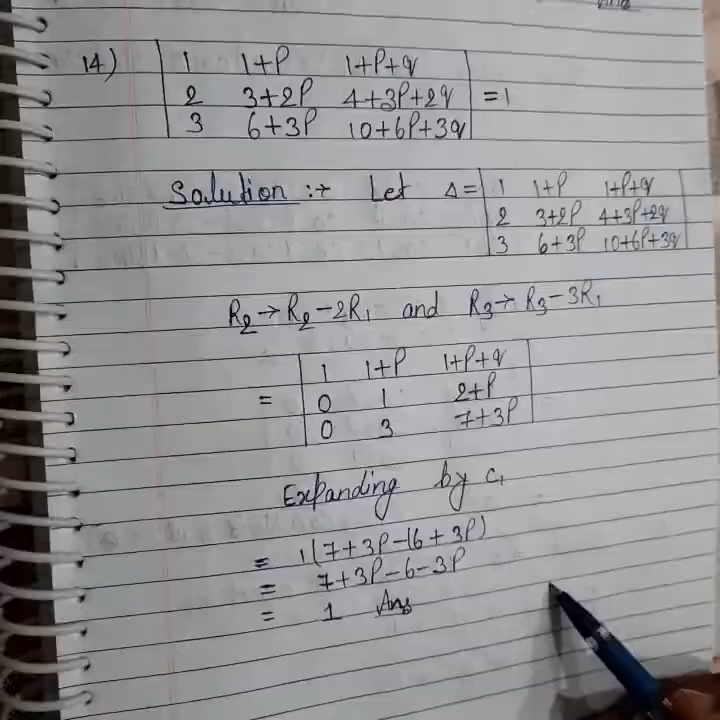 14) | 1 1+P 1+P+q |
| 2 3+2P 4+3P+2q | = 1
| 3 6+3P 10+6P+3q |
Solution :→ Let Δ = | 1 1+P 1+P+q |
| 2 3+2P 4+3P+2q |
| 3 6+3P 10+6P+3q |
R₂→R₂-2R₁ and R₃→R₃-3R₁
| 1 1+P 1+P+q |
= | 0 1 2+P |
| 0 3 7+3P |
Expanding by C₁
= 1(7+3P-(6+3P)
= 7+3P-6-3P
= 1 Ans